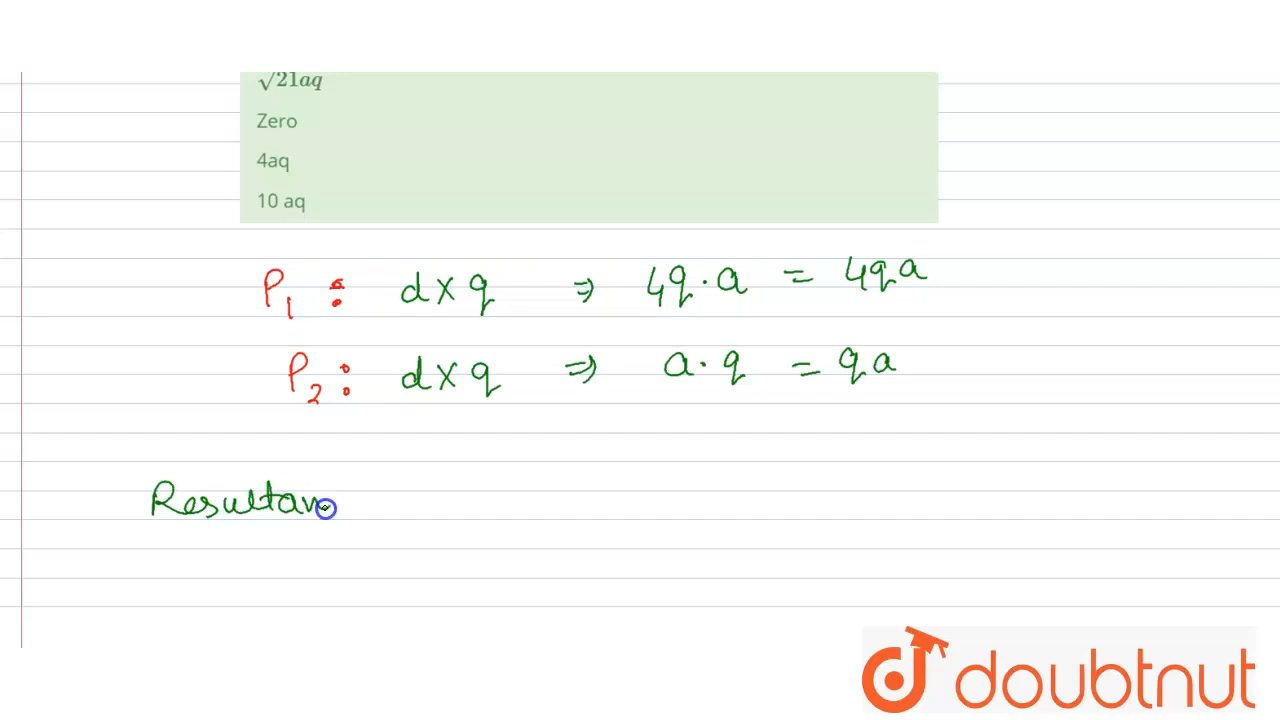 √21aq
Zero
4aq
10 aq
P1 : d×q ⇒ 4q·a = 4qa
P2 : d×q ⇒ a·q = qa
Resultan
doubtnut